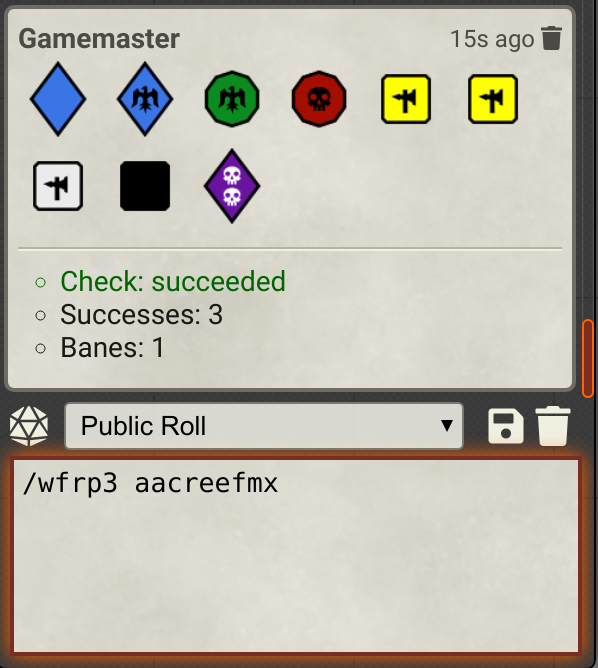 Gamemaster
15s ago
Check: succeeded
Successes: 3
Banes: 1
Public Roll
/wfrp3 aacreefmx